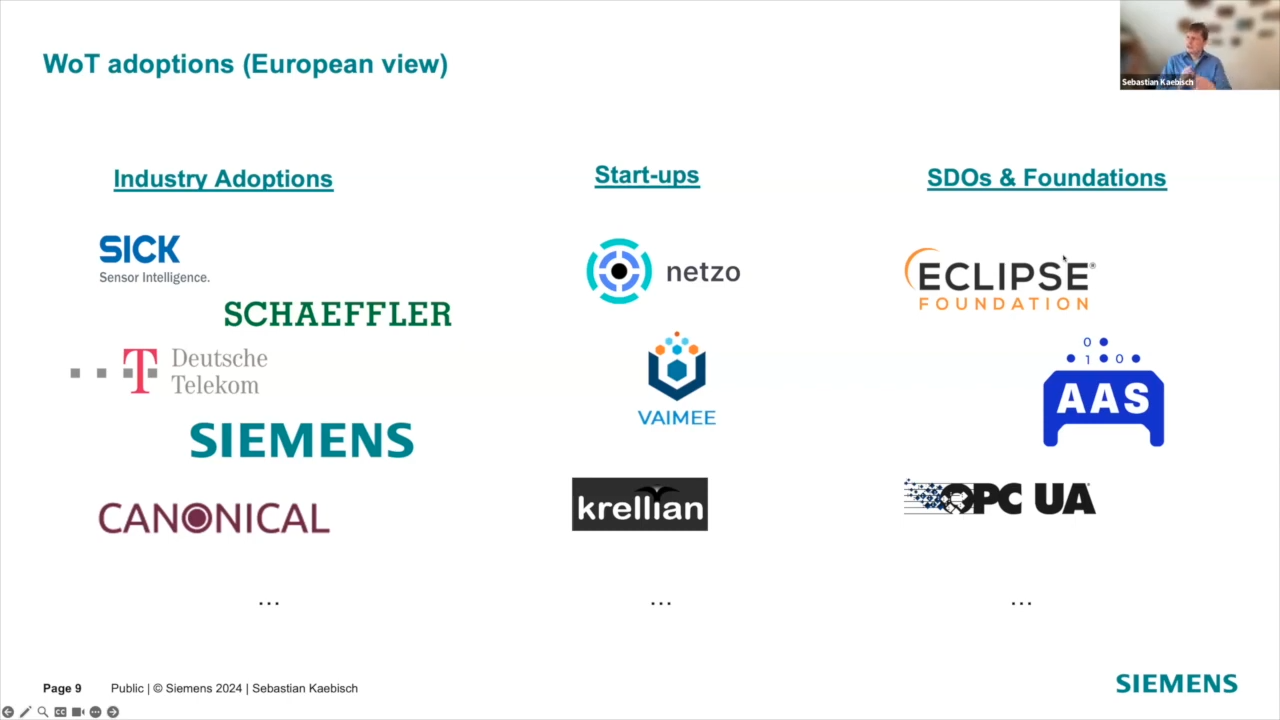 WoT adoptions (European view)
Sebastian Kaebisch
Industry Adoptions
Start-ups
SDOs & Foundations
SICK
Sensor Intelligence.
SCHAEFFLER
T Deutsche
Telekom
SIEMENS
CANONICAL
...
netzo
VAIMEE
krellian
...
ECLIPSE®
FOUNDATION
0
1 0
AAS
OPC UA
...
Page 9 Public | © Siemens 2024 | Sebastian Kaebisch
SIEMENS
CC